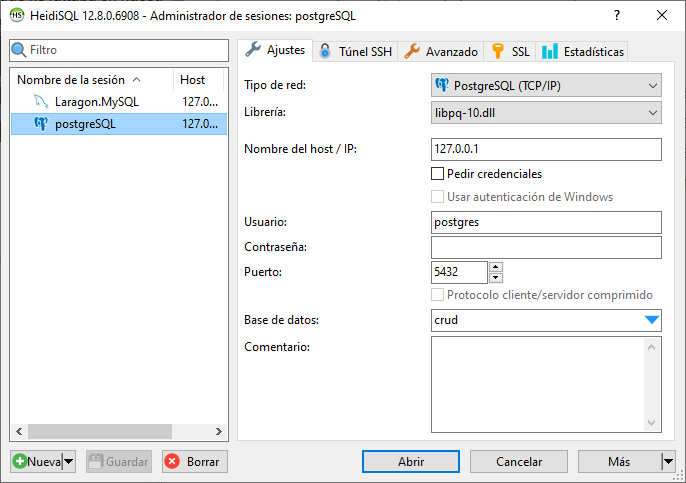 HS HeidiSQL 12.8.0.6908 - Administrador de sesiones: postgreSQL
Filtro
Nombre de la sesión Host
Laragon.MySQL 127.0...
postgreSQL 127.0...
Ajustes Túnel SSH Avanzado SSL Estadísticas
Tipo de red: PostgreSQL (TCP/IP)
Librería: libpq-10.dll
Nombre del host / IP: 127.0.0.1
Pedir credenciales
Usar autenticación de Windows
Usuario: postgres
Contraseña:
Puerto: 5432
Protocolo cliente/servidor comprimido
Base de datos: crud
Comentario:
Nueva Guardar Borrar Abrir Cancelar Más